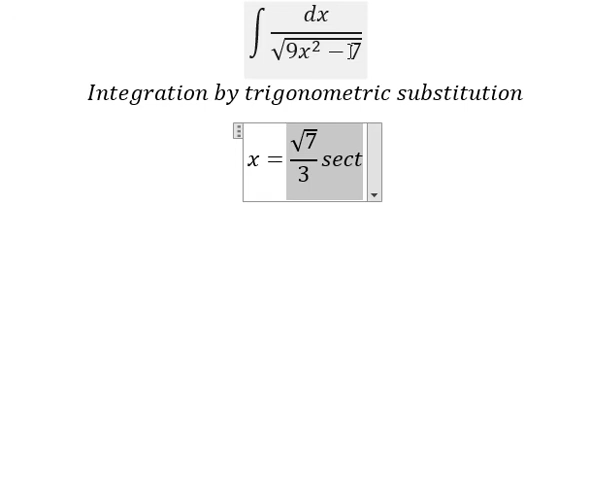 ∫ dx / √(9x² − 7)
Integration by trigonometric substitution
x = √7/3 sect